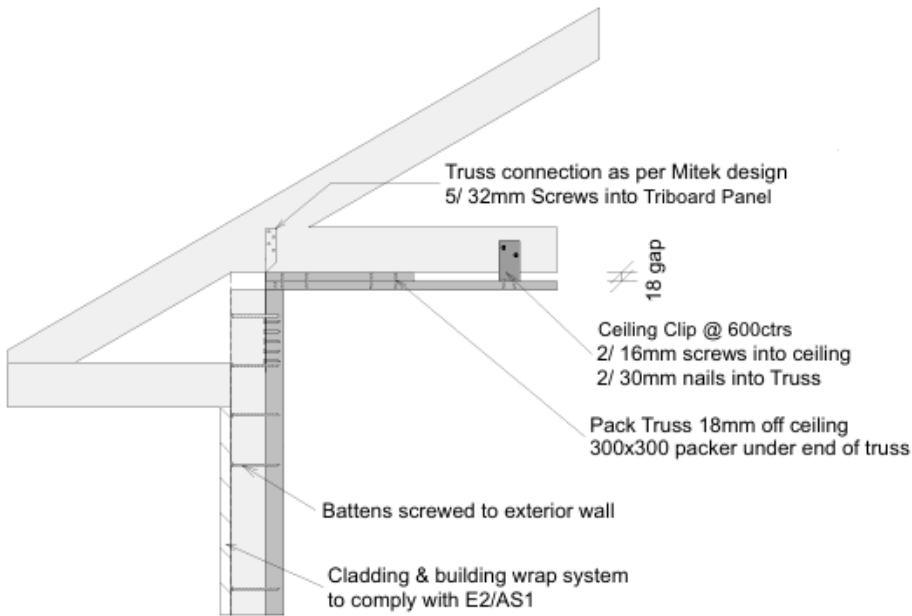 Truss connection as per Mitek design
5/ 32mm Screws into Triboard Panel
18 gap
Ceiling Clip @ 600ctrs
2/ 16mm screws into ceiling
2/ 30mm nails into Truss
Pack Truss 18mm off ceiling
300x300 packer under end of truss
Battens screwed to exterior wall
Cladding & building wrap system
to comply with E2/AS1